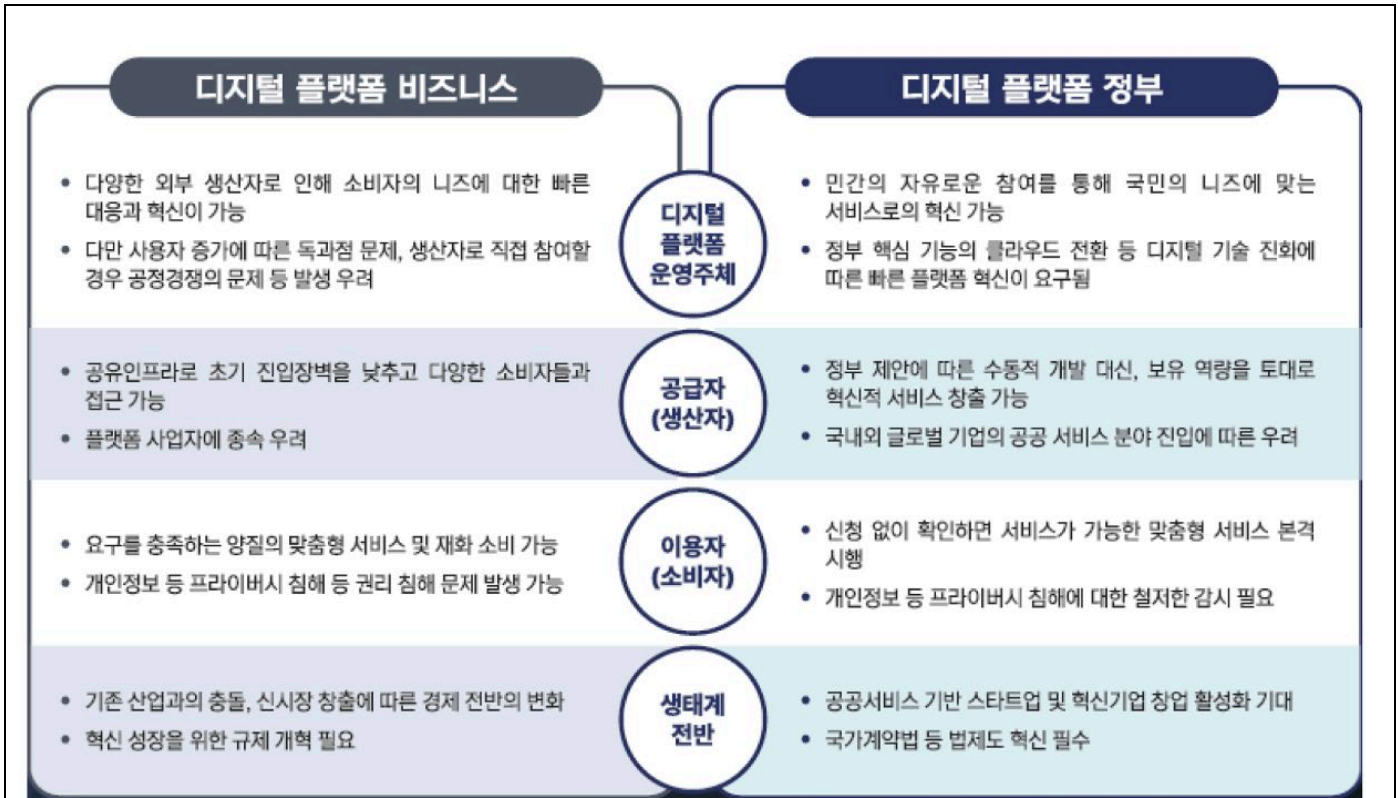 디지털 플랫폼 비즈니스
디지털 플랫폼 정부
• 다양한 외부 생산자로 인해 소비자의 니즈에 대한 빠른
대응과 혁신이 가능
• 다만 사용자 증가에 따른 독과점 문제, 생산자로 직접 참여할
경우 공정경쟁의 문제 등 발생 우려
디지털
플랫폼
운영주체
• 민간의 자유로운 참여를 통해 국민의 니즈에 맞는
서비스로의 혁신 가능
• 정부 핵심 기능의 클라우드 전환 등 디지털 기술 진화에
따른 빠른 플랫폼 혁신이 요구됨
• 공유인프라로 초기 진입장벽을 낮추고 다양한 소비자들과
접근 가능
• 플랫폼 사업자에 종속 우려
공급자
(생산자)
• 정부 제안에 따른 수동적 개발 대신, 보유 역량을 토대로
혁신적 서비스 창출 가능
• 국내외 글로벌 기업의 공공 서비스 분야 진입에 따른 우려
• 요구를 충족하는 양질의 맞춤형 서비스 및 재화 소비 가능
• 개인정보 등 프라이버시 침해 등 권리 침해 문제 발생 가능
이용자
(소비자)
• 신청 없이 확인하면 서비스가 가능한 맞춤형 서비스 본격
시행
• 개인정보 등 프라이버시 침해에 대한 철저한 감시 필요
• 기존 산업과의 충돌, 신시장 창출에 따른 경제 전반의 변화
• 혁신 성장을 위한 규제 개혁 필요
생태계
전반
• 공공서비스 기반 스타트업 및 혁신기업 창업 활성화 기대
• 국가계약법 등 법제도 혁신 필수